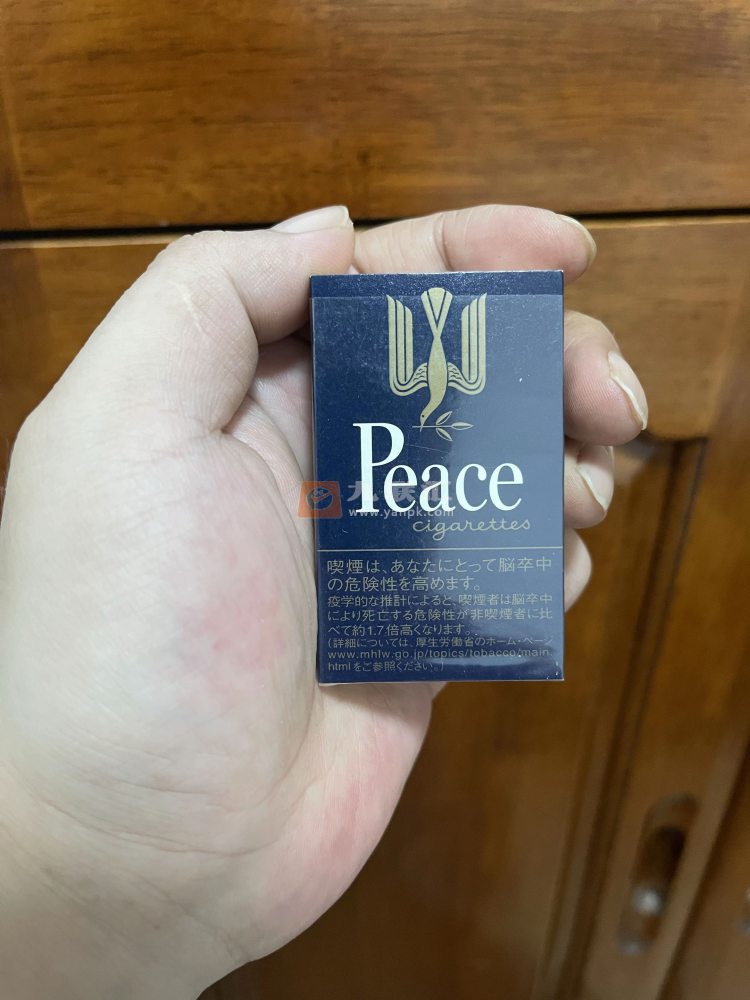 Peace
cigarettes
www.yanpk.com
喫煙は、あなたにとって脳卒中
の危険性を高めます。
疫学的な推計によると、喫煙者は脳卒中
により死亡する危険性が非喫煙者に比
べて約1.7倍高くなります。
(詳細については、厚生労働省のホーム・ページ
www.mhlw.go.jp/topics/tobacco/main.
htmlをご参照ください。)